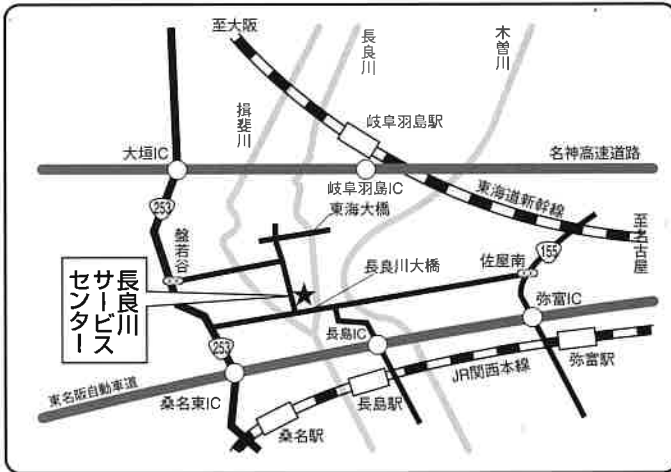 至大阪
長良川
木曽川
揖斐川
岐阜羽島駅
大垣IC
名神高速道路
岐阜羽島IC
東海道新幹線
253
東海大橋
至名古屋
盤若谷
155
佐屋南
長良川大橋
長良川
サービス
センター
弥富IC
長島IC
253
東名阪自動車道
桑名東IC
JR関西本線
弥富駅
長島駅
桑名駅